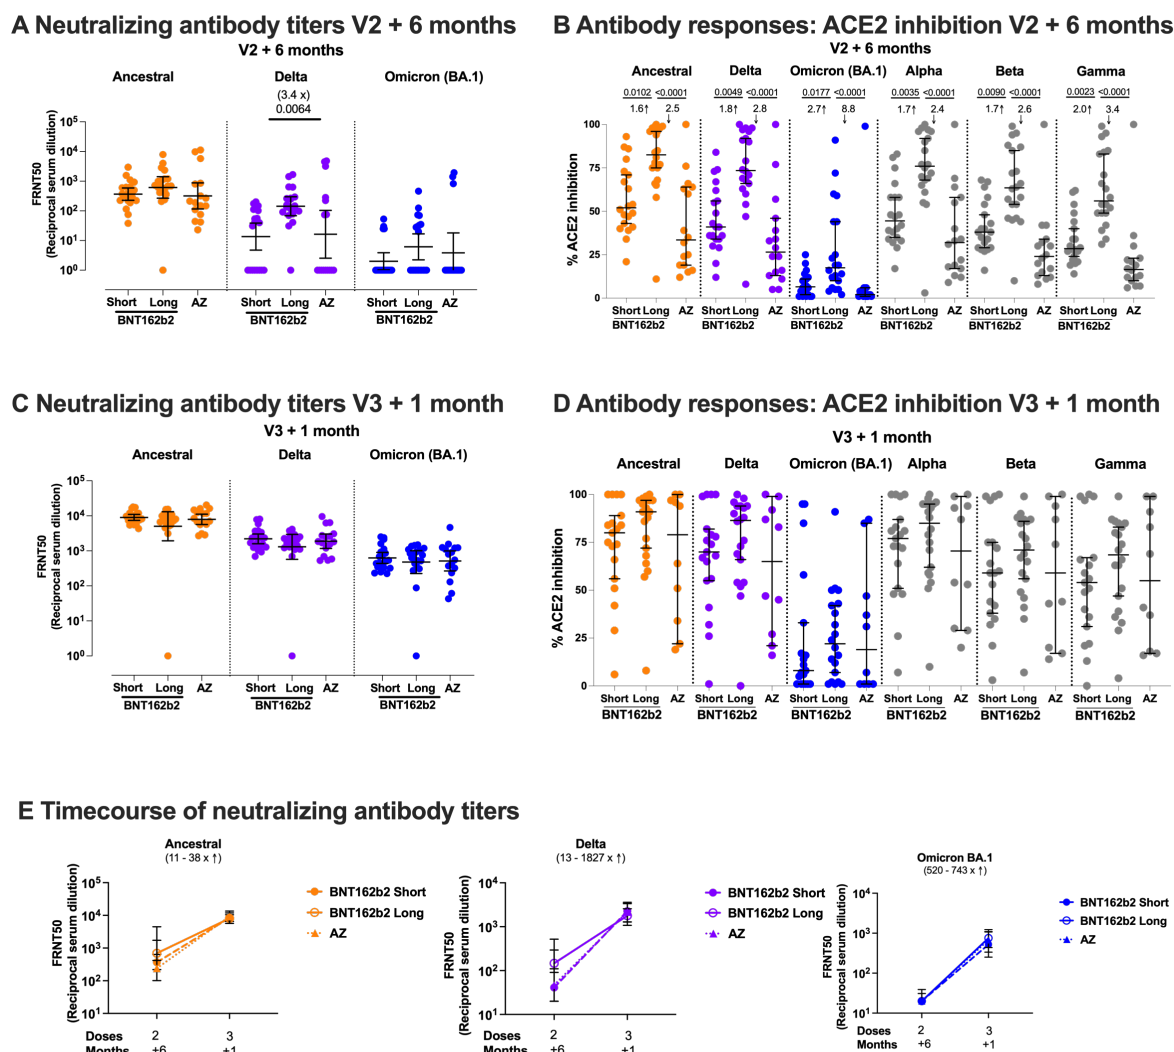 A Neutralizing antibody titers V2 + 6 months
V2 + 6 months
Ancestral
Delta
(3.4 x)
0.0064
Omicron (BA.1)
FRNT50
(Reciprocal serum dilution)
10⁵
10⁴
10³
10²
10¹
10⁰
Short Long AZ
BNT162b2
Short Long AZ
BNT162b2
Short Long AZ
BNT162b2
B Antibody responses: ACE2 inhibition V2 + 6 months
V2 + 6 months
Ancestral Delta Omicron (BA.1) Alpha Beta Gamma
0.0102 <0.0001 0.0049 <0.0001 0.0177 <0.0001 0.0035 <0.0001 0.0090 <0.0001 0.0023 <0.0001
1.6↑ 2.5↓ 1.8↑ 2.8↓ 2.7↑ 8.8↓ 1.7↑ 2.4↓ 1.7↑ 2.6↓ 2.0↑ 3.4↓
% ACE2 inhibition
100
75
50
25
0
Short Long AZ Short Long AZ Short Long AZ Short Long AZ Short Long AZ Short Long AZ
BNT162b2 BNT162b2 BNT162b2 BNT162b2 BNT162b2 BNT162b2
C Neutralizing antibody titers V3 + 1 month
V3 + 1 month
Ancestral Delta Omicron (BA.1)
FRNT50
(Reciprocal serum dilution)
10⁵
10⁴
10³
10²
10¹
10⁰
Short Long AZ Short Long AZ Short Long AZ
BNT162b2 BNT162b2 BNT162b2
D Antibody responses: ACE2 inhibition V3 + 1 month
V3 + 1 month
Ancestral Delta Omicron (BA.1) Alpha Beta Gamma
% ACE2 inhibition
100
75
50
25
0
Short Long AZ Short Long AZ Short Long AZ Short Long AZ Short Long AZ Short Long AZ
BNT162b2 BNT162b2 BNT162b2 BNT162b2 BNT162b2 BNT162b2
E Timecourse of neutralizing antibody titers
Ancestral
(11 - 38 x ↑)
FRNT50
(Reciprocal serum dilution)
10⁵
10⁴
10³
10²
10¹
BNT162b2 Short
BNT162b2 Long
AZ
Doses 2 3
Months +6 +1
Delta
(13 - 1827 x ↑)
FRNT50
(Reciprocal serum dilution)
10⁴
10³
10²
10¹
BNT162b2 Short
BNT162b2 Long
AZ
Doses 2 3
Months +6 +1
Omicron BA.1
(520 - 743 x ↑)
FRNT50
(Reciprocal serum dilution)
10⁴
10³
10²
10¹
BNT162b2 Short
BNT162b2 Long
AZ
Doses 2 3
Months +6 +1